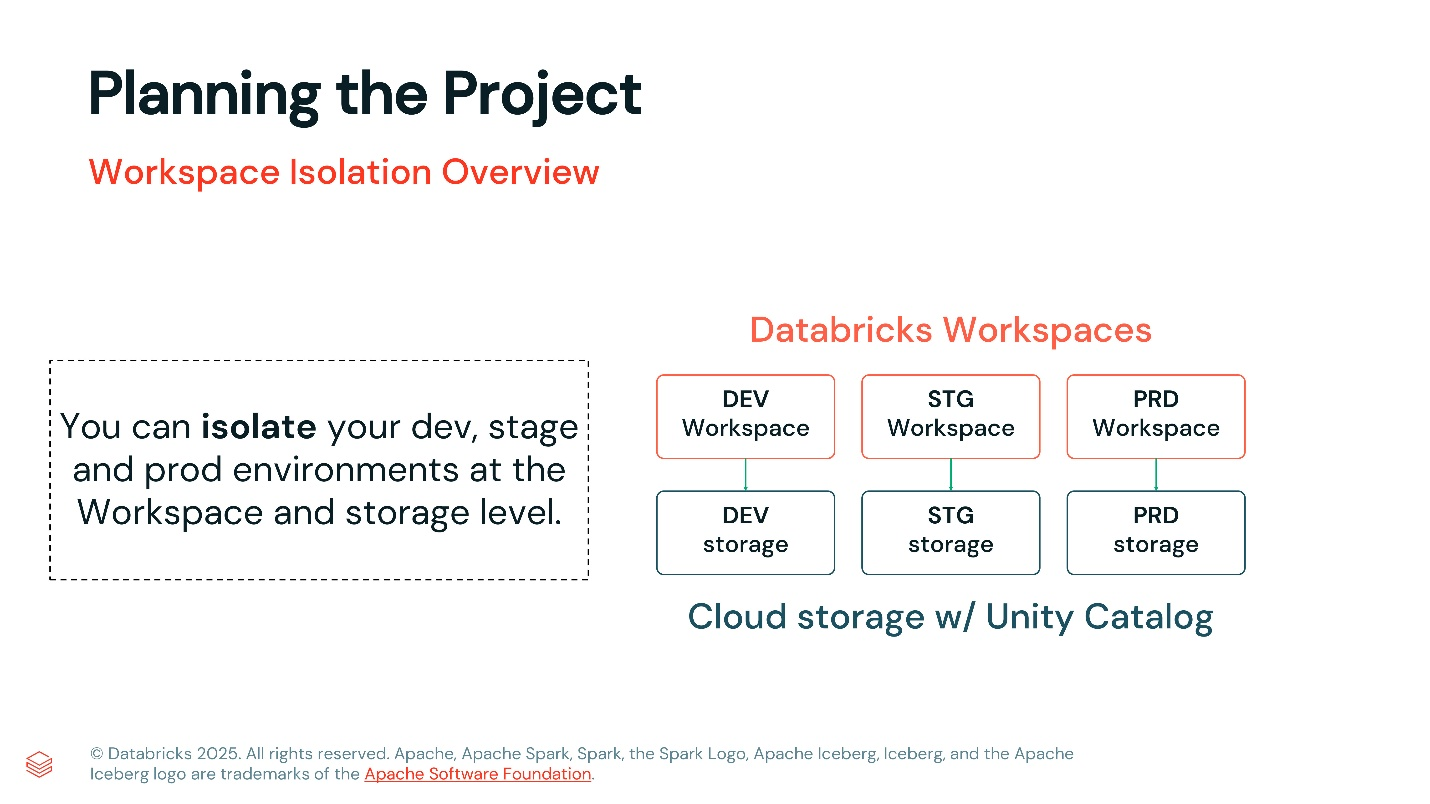 Planning the Project
Workspace Isolation Overview
You can isolate your dev, stage
and prod environments at the
Workspace and storage level.
Databricks Workspaces
DEV
Workspace
STG
Workspace
PRD
Workspace
DEV
storage
STG
storage
PRD
storage
Cloud storage w/ Unity Catalog
© Databricks 2025. All rights reserved. Apache, Apache Spark, Spark, the Spark Logo, Apache Iceberg, Iceberg, and the Apache
Iceberg logo are trademarks of the Apache Software Foundation.